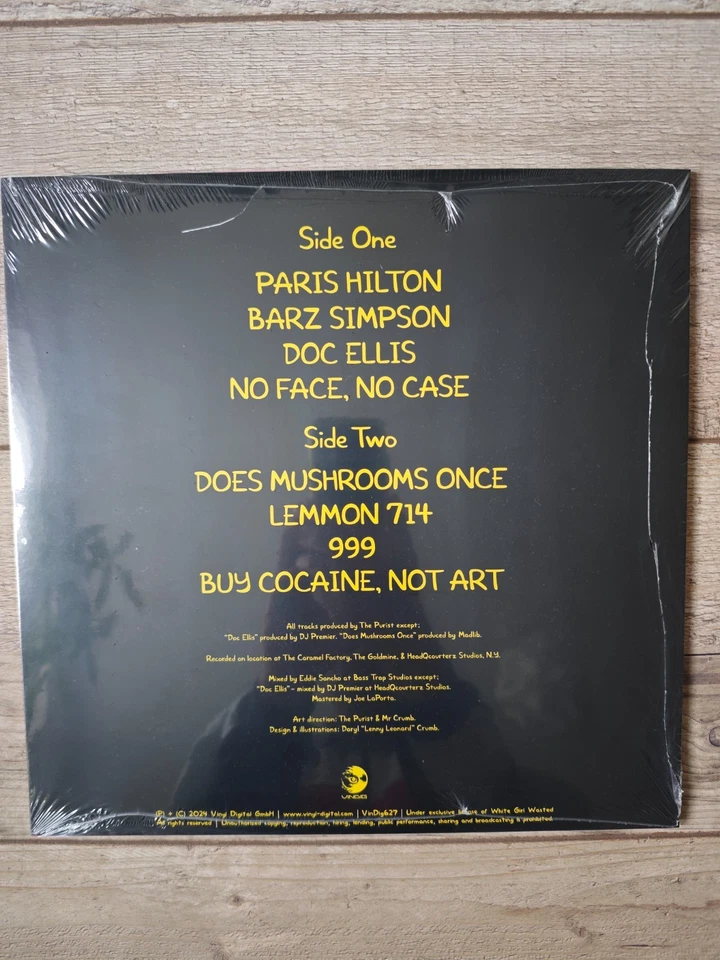 Side One
PARIS HILTON
BARZ SIMPSON
DOC ELLIS
NO FACE, NO CASE
Side Two
DOES MUSHROOMS ONCE
LEMMON 714
999
BUY COCAINE, NOT ART
All tracks produced by The Purist except;
"Doc Ellis" produced by DJ Premier, "Does Mushrooms Once" produced by Madlib.
Recorded on location at The Caramel Factory, The Goldmine, & HeadQcourterz Studios, N.Y.
Mixed by Eddie Sancho at Bass Trap Studios except;
"Doc Ellis" – mixed by DJ Premier at HeadQcourterz Studios.
Mastered by Joe LaPorta.
Art direction: The Purist & Mr Crumb.
Design & illustrations: Daryl "Lenny Leonard" Crumb.
VINDIG
℗ + (C) 2024 Vinyl Digital GmbH | www.vinyl-digital.com | VinDig627 | Under exclusive of White Girl Wasted
All rights reserved | Unauthorized copying, reproduction, hiring, lending, public performance, sharing and broadcasting is prohibited.